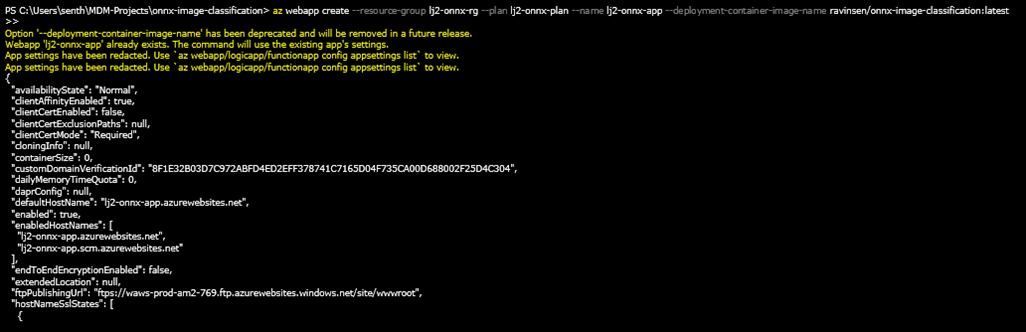 PS C:\Users\senth\MDM-Projects\onnx-image-classification> az webapp create --resource-group lj2-onnx-rg --plan lj2-onnx-plan --name lj2-onnx-app --deployment-container-image-name ravinsen/onnx-image-classification:latest
>>
Option '--deployment-container-image-name' has been deprecated and will be removed in a future release.
Webapp 'lj2-onnx-app' already exists. The command will use the existing app's settings.
App settings have been redacted. Use `az webapp/logicapp/functionapp config appsettings list` to view.
App settings have been redacted. Use `az webapp/logicapp/functionapp config appsettings list` to view.
{
"availabilityState": "Normal",
"clientAffinityEnabled": true,
"clientCertEnabled": false,
"clientCertExclusionPaths": null,
"clientCertMode": "Required",
"cloningInfo": null,
"containerSize": 0,
"customDomainVerificationId": "8F1E32B03D7C972ABFD4ED2EFF378741C7165D04F735CA00D688002F25D4C304",
"dailyMemoryTimeQuota": 0,
"daprConfig": null,
"defaultHostName": "lj2-onnx-app.azurewebsites.net",
"enabled": true,
"enabledHostNames": [
"lj2-onnx-app.azurewebsites.net",
"lj2-onnx-app.scm.azurewebsites.net"
],
"endToEndEncryptionEnabled": false,
"extendedLocation": null,
"ftpPublishingUrl": "ftps://waws-prod-am2-769.ftp.azurewebsites.windows.net/site/wwwroot",
"hostNameSslStates": [
{